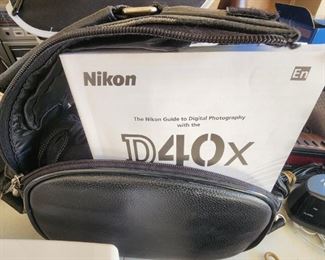 Nikon
En
The Nikon Guide to Digital Photography
with the
D40x